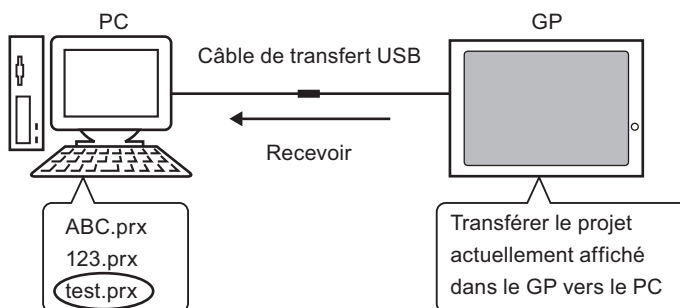 PC
GP
Câble de transfert USB
Recevoir
ABC.prx
123.prx
test.prx
Transférer le projet
actuellement affiché
dans le GP vers le PC